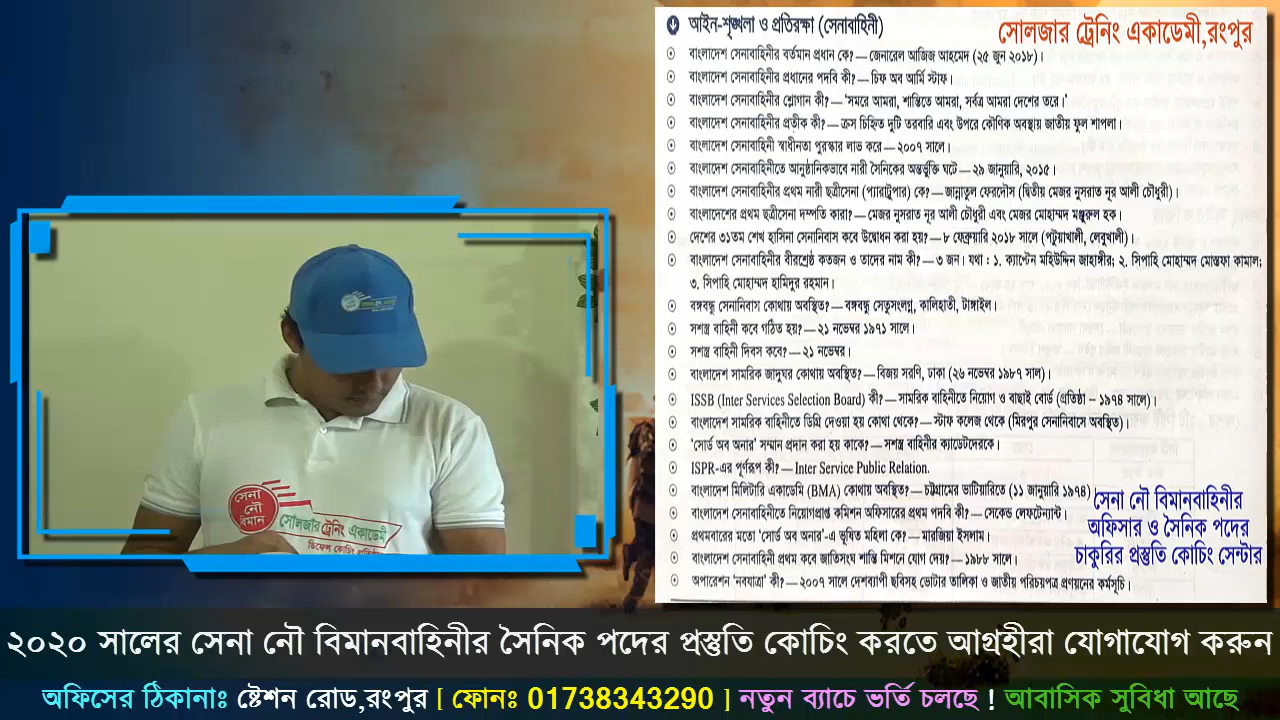 আইন-শৃঙ্খলা ও প্রতিরক্ষা (সেনাবাহিনী)
সোলজার ট্রেনিং একাডেমী,রংপুর
বাংলাদেশ সেনাবাহিনীর বর্তমান প্রধান কে? — জেনারেল আজিজ আহমেদ (২৫ জুন ২০১৮)।
বাংলাদেশ সেনাবাহিনীর প্রধানের পদবি কী? — চিফ অব আর্মি স্টাফ।
বাংলাদেশ সেনাবাহিনীর শ্লোগান কী? — 'সমরে আমরা, শান্তিতে আমরা, সর্বত্র আমরা দেশের তরে।'
বাংলাদেশ সেনাবাহিনীর প্রতীক কী? — ক্রস চিহ্নিত দুটি তরবারি এবং উপরে কৌণিক অবস্থায় জাতীয় ফুল শাপলা।
বাংলাদেশ সেনাবাহিনী স্বাধীনতা পুরস্কার লাভ করে — ২০০৭ সালে।
বাংলাদেশ সেনাবাহিনীতে আনুষ্ঠানিকভাবে নারী সৈনিকের অন্তর্ভুক্তি ঘটে — ২৯ জানুয়ারি, ২০১৫।
বাংলাদেশ সেনাবাহিনীর প্রথম নারী ছত্রীসেনা (প্যারাট্রুপার) কে? — জান্নাতুল ফেরদৌস (দ্বিতীয় মেজর নুসরাত নূর আলী চৌধুরী)।
বাংলাদেশের প্রথম ছত্রীসেনা দম্পতি কারা? — মেজর নুসরাত নূর আলী চৌধুরী এবং মেজর মোহাম্মদ মঞ্জুরুল হক।
দেশের ৩১তম শেখ হাসিনা সেনানিবাস কবে উদ্বোধন করা হয়? — ৮ ফেব্রুয়ারি ২০১৮ সালে (পটুয়াখালী, লেবুখালী)।
বাংলাদেশ সেনাবাহিনীর বীরশ্রেষ্ঠ কতজন ও তাদের নাম কী? — ৩ জন। যথা : ১. ক্যাপ্টেন মহিউদ্দিন জাহাঙ্গীর; ২. সিপাহি মোহাম্মদ মোস্তফা কামাল;
৩. সিপাহি মোহাম্মদ হামিদুর রহমান।
বঙ্গবন্ধু সেনানিবাস কোথায় অবস্থিত? — বঙ্গবন্ধু সেতুসংলগ্ন, কালিহাতী, টাঙ্গাইল।
সশস্ত্র বাহিনী কবে গঠিত হয়? — ২১ নভেম্বর ১৯৭১ সালে।
সশস্ত্র বাহিনী দিবস কবে? — ২১ নভেম্বর।
বাংলাদেশ সামরিক জাদুঘর কোথায় অবস্থিত? — বিজয় সরণি, ঢাকা (২৬ নভেম্বর ১৯৮৭ সাল)।
ISSB (Inter Services Selection Board) কী? — সামরিক বাহিনীতে নিয়োগ ও বাছাই বোর্ড (প্রতিষ্ঠা – ১৯৭৪ সালে)।
বাংলাদেশ সামরিক বাহিনীতে ডিগ্রি দেওয়া হয় কোথা থেকে? — স্টাফ কলেজ থেকে (মিরপুর সেনানিবাসে অবস্থিত)।
'সোর্ড অব অনার' সম্মান প্রদান করা হয় কাকে? — সশস্ত্র বাহিনীর ক্যাডেটদেরকে।
ISPR-এর পূর্ণরূপ কী? — Inter Service Public Relation.
বাংলাদেশ মিলিটারি একাডেমি (BMA) কোথায় অবস্থিত? — চট্টগ্রামের ভাটিয়ারিতে (১১ জানুয়ারি ১৯৭৪)।
বাংলাদেশ সেনাবাহিনীতে নিয়োগপ্রাপ্ত কমিশন অফিসারের প্রথম পদবি কী? — সেকেন্ড লেফটেন্যান্ট।
প্রথমবারের মতো 'সোর্ড অব অনার'-এ ভূষিত মহিলা কে? — মারজিয়া ইসলাম।
বাংলাদেশ সেনাবাহিনী প্রথম কবে জাতিসংঘ শান্তি মিশনে যোগ দেয়? — ১৯৮৮ সালে।
অপারেশন 'নবযাত্রা' কী? — ২০০৭ সালে দেশব্যাপী ছবিসহ ভোটার তালিকা ও জাতীয় পরিচয়পত্র প্রণয়নের কর্মসূচি।
সেনা নৌ বিমানবাহিনীর
অফিসার ও সৈনিক পদের
চাকুরির প্রস্তুতি কোচিং সেন্টার
সেনা
নৌ
বিমান
সোলজার ট্রেনিং একাডেমী
২০২০ সালের সেনা নৌ বিমানবাহিনীর সৈনিক পদের প্রস্তুতি কোচিং করতে আগ্রহীরা যোগাযোগ করুন
অফিসের ঠিকানাঃ ষ্টেশন রোড,রংপুর [ ফোনঃ 01738343290 ] নতুন ব্যাচে ভর্তি চলছে ! আবাসিক সুবিধা আছে